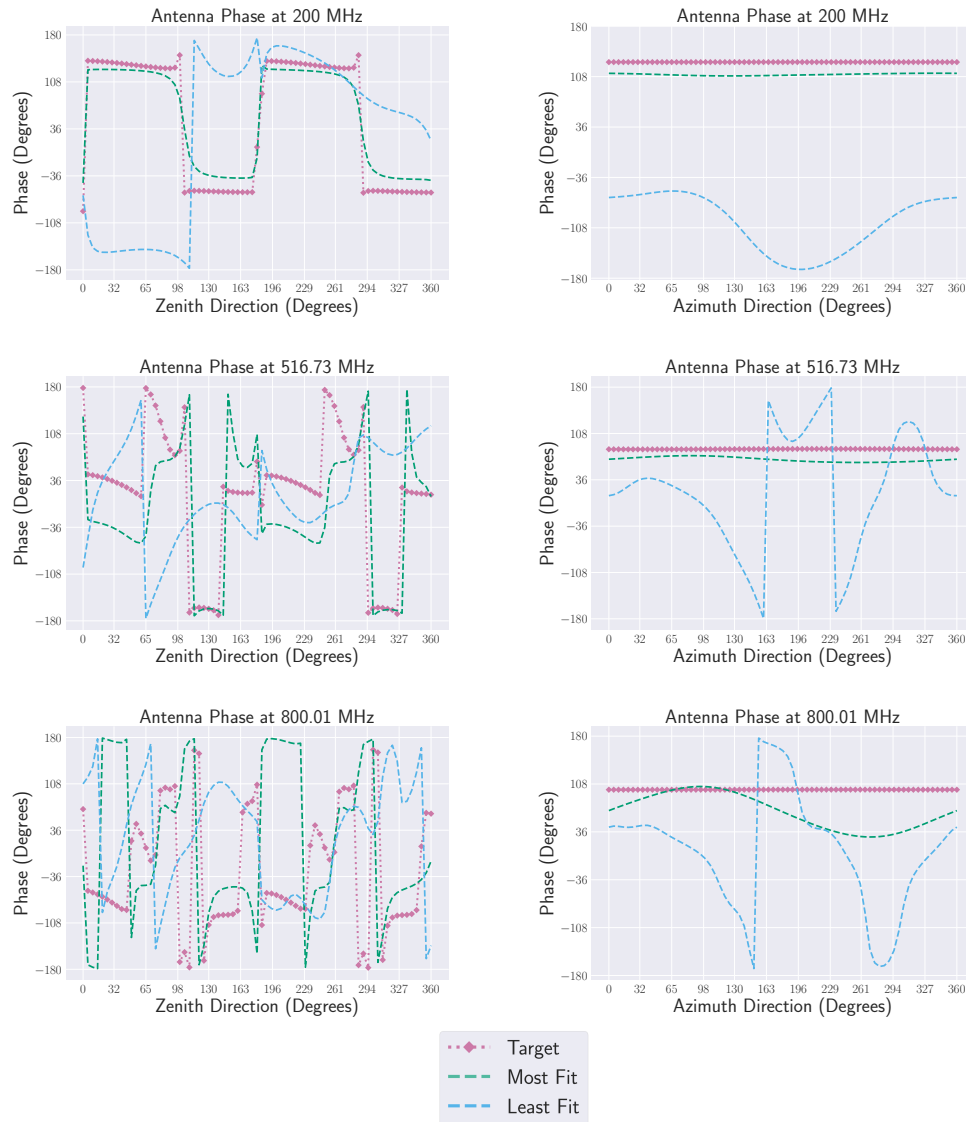 Antenna Phase at 200 MHz
Phase (Degrees)
180
108
36
−36
−108
−180
0 32 65 98 130 163 196 229 261 294 327 360
Zenith Direction (Degrees)
Antenna Phase at 200 MHz
Phase (Degrees)
180
108
36
−36
−108
−180
0 32 65 98 130 163 196 229 261 294 327 360
Azimuth Direction (Degrees)
Antenna Phase at 516.73 MHz
Phase (Degrees)
180
108
36
−36
−108
−180
0 32 65 98 130 163 196 229 261 294 327 360
Zenith Direction (Degrees)
Antenna Phase at 516.73 MHz
Phase (Degrees)
180
108
36
−36
−108
−180
0 32 65 98 130 163 196 229 261 294 327 360
Azimuth Direction (Degrees)
Antenna Phase at 800.01 MHz
Phase (Degrees)
180
108
36
−36
−108
−180
0 32 65 98 130 163 196 229 261 294 327 360
Zenith Direction (Degrees)
Antenna Phase at 800.01 MHz
Phase (Degrees)
180
108
36
−36
−108
−180
0 32 65 98 130 163 196 229 261 294 327 360
Azimuth Direction (Degrees)
Target
Most Fit
Least Fit